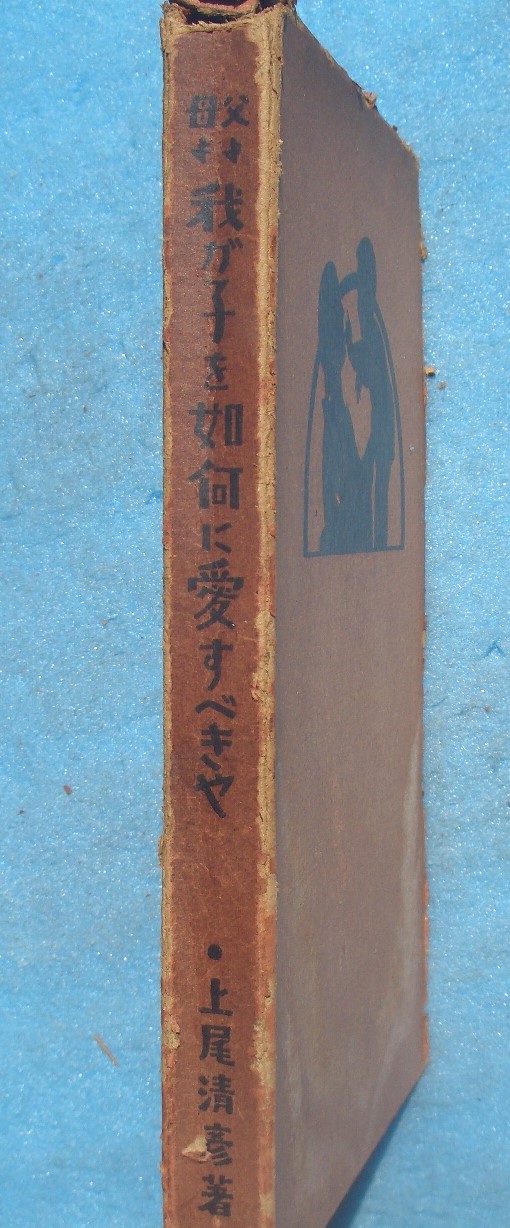 父よ
母よ
我が子を如何に愛すべきや
・上尾清彦著